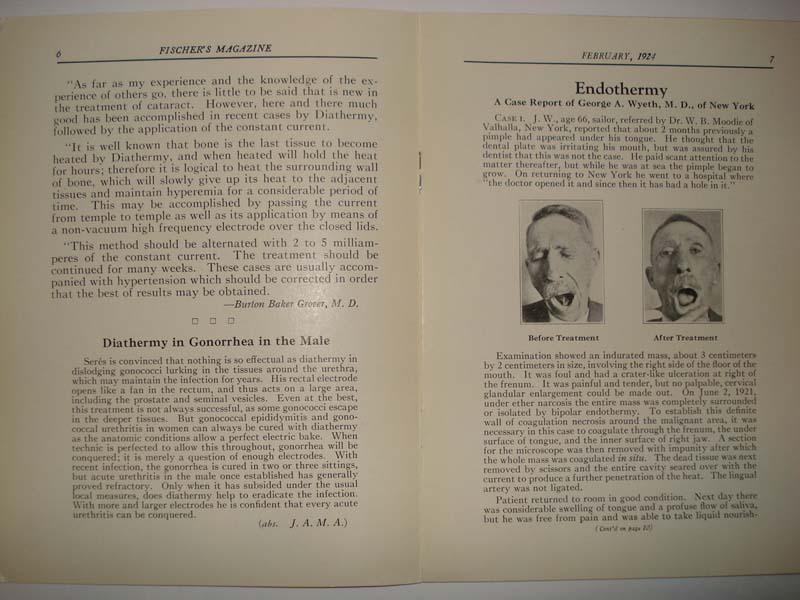 6
FISCHER'S MAGAZINE
"As far as my experience and the knowledge of the ex-
perience of others go, there is little to be said that is new in
the treatment of cataract. However, here and there much
good has been accomplished in recent cases by Diathermy,
followed by the application of the constant current.
"It is well known that bone is the last tissue to become
heated by Diathermy, and when heated will hold the heat
for hours; therefore it is logical to heat the surrounding wall
of bone, which will slowly give up its heat to the adjacent
tissues and maintain hyperemia for a considerable period of
time. This may be accomplished by passing the current
from temple to temple as well as its application by means of
a non-vacuum high frequency electrode over the closed lids.
"This method should be alternated with 2 to 5 milliam-
peres of the constant current. The treatment should be
continued for many weeks. These cases are usually accom-
panied with hypertension which should be corrected in order
that the best of results may be obtained.
—Burton Baker Grover, M. D.
Diathermy in Gonorrhea in the Male
Serés is convinced that nothing is so effectual as diathermy in
dislodging gonococci lurking in the tissues around the urethra,
which may maintain the infection for years. His rectal electrode
opens like a fan in the rectum, and thus acts on a large area,
including the prostate and seminal vesicles. Even at the best,
this treatment is not always successful, as some gonococci escape
in the deeper tissues. But gonococcal epididymitis and gono-
coccal urethritis in women can always be cured with diathermy
as the anatomic conditions allow a perfect electric bake. When
technic is perfected to allow this throughout, gonorrhea will be
conquered; it is merely a question of enough electrodes. With
recent infection, the gonorrhea is cured in two or three sittings,
but acute urethritis in the male once established has generally
proved refractory. Only when it has subsided under the usual
local measures, does diathermy help to eradicate the infection.
With more and larger electrodes he is confident that every acute
urethritis can be conquered.
(abs. J. A. M. A.)
FEBRUARY, 1924
7
Endothermy
A Case Report of George A. Wyeth, M. D., of New York
CASE 1. J. W., age 66, sailor, referred by Dr. W. B. Moodie of
Valhalla, New York, reported that about 2 months previously a
pimple had appeared under his tongue. He thought that the
dental plate was irritating his mouth, but was assured by his
dentist that this was not the case. He paid scant attention to the
matter thereafter, but while he was at sea the pimple began to
grow. On returning to New York he went to a hospital where
"the doctor opened it and since then it has had a hole in it."
Before Treatment
After Treatment
Examination showed an indurated mass, about 3 centimeters
by 2 centimeters in size, involving the right side of the floor of the
mouth. It was foul and had a crater-like ulceration at right of
the frenum. It was painful and tender, but no palpable, cervical
glandular enlargement could be made out. On June 2, 1921,
under ether narcosis the entire mass was completely surrounded
or isolated by bipolar endothermy. To establish this definite
wall of coagulation necrosis around the malignant area, it was
necessary in this case to coagulate through the frenum, the under
surface of tongue, and the inner surface of right jaw. A section
for the microscope was then removed with impunity after which
the whole mass was coagulated in situ. The dead tissue was next
removed by scissors and the entire cavity seared over with the
current to produce a further penetration of the heat. The lingual
artery was not ligated.
Patient returned to room in good condition. Next day there
was considerable swelling of tongue and a profuse flow of saliva,
but he was free from pain and was able to take liquid nourish-
(Cont'd on page 12)